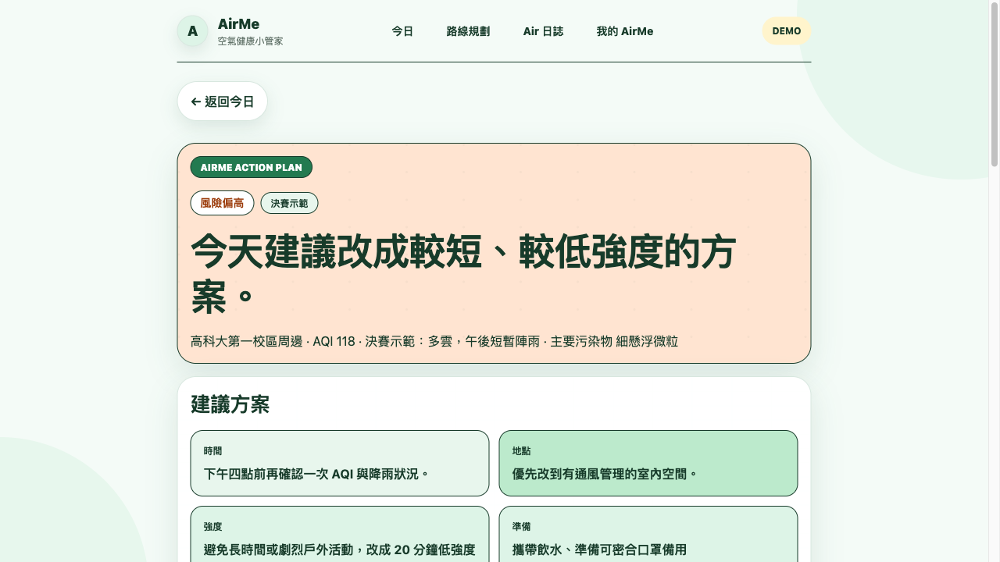 A
AirMe
空氣健康小管家
今日
路線規劃
Air 日誌
我的 AirMe
DEMO
← 返回今日
AIRME ACTION PLAN
風險偏高
決賽示範
今天建議改成較短、較低強度的方
案。
高科大第一校區周邊 · AQI 118 · 決賽示範：多雲，午後短暫陣雨 · 主要污染物 細懸浮微粒
建議方案
時間
下午四點前再確認一次 AQI 與降雨狀況。
地點
優先改到有通風管理的室內空間。
強度
避免長時間或劇烈戶外活動，改成 20 分鐘低強度
準備
攜帶飲水、準備可密合口罩備用